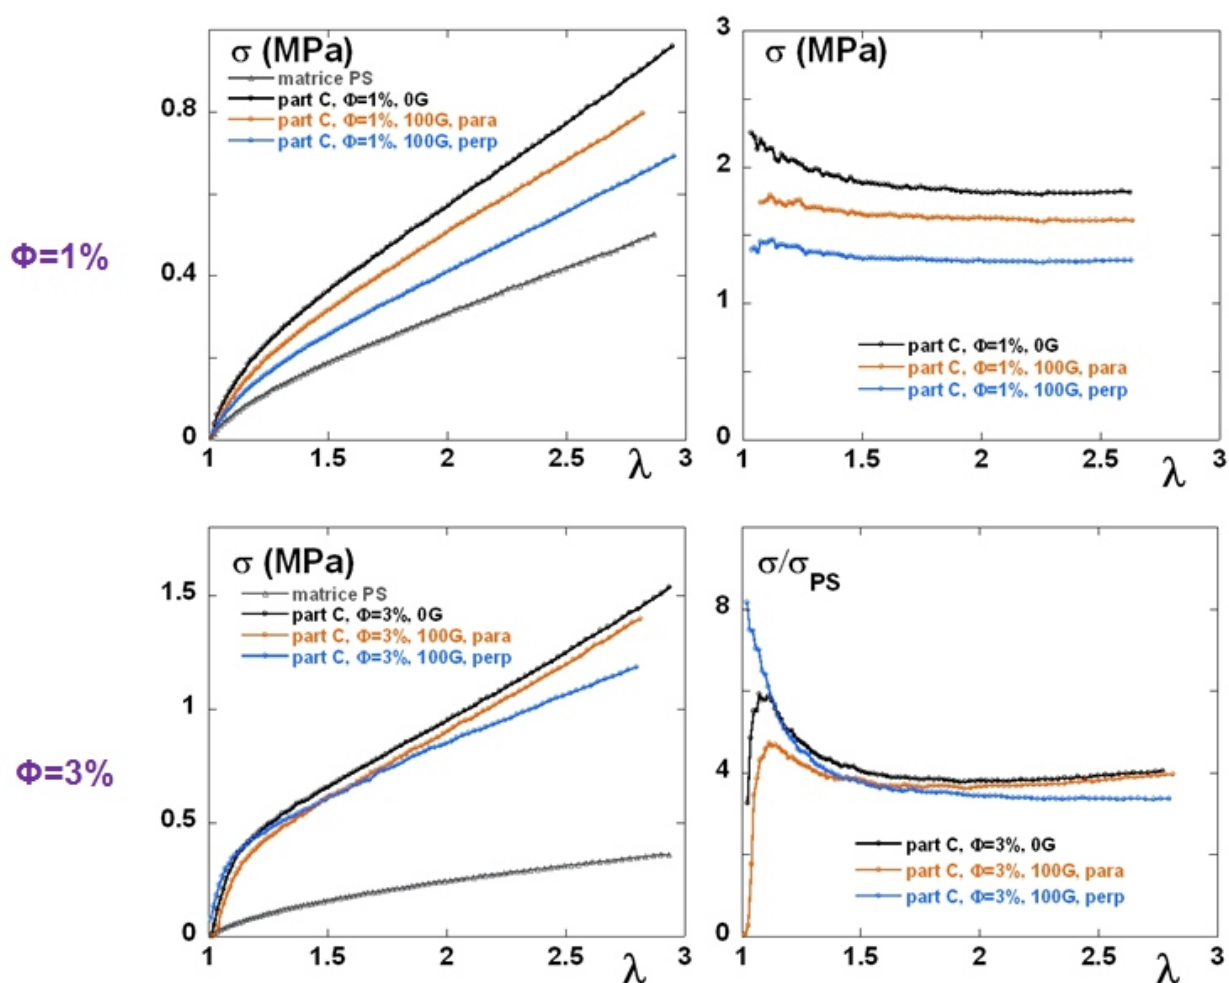 σ (MPa)
matrice PS
part C, Φ=1%, 0G
part C, Φ=1%, 100G, para
part C, Φ=1%, 100G, perp
0.8
0.4
0
1
1.5
2
2.5
3
λ
Φ=1%
σ (MPa)
3
2
1
0
part C, Φ=1%, 0G
part C, Φ=1%, 100G, para
part C, Φ=1%, 100G, perp
1
1.5
2
2.5
3
λ
σ (MPa)
matrice PS
part C, Φ=3%, 0G
part C, Φ=3%, 100G, para
part C, Φ=3%, 100G, perp
1.5
1
0.5
0
1
1.5
2
2.5
3
λ
Φ=3%
σ/σPS
8
4
0
part C, Φ=3%, 0G
part C, Φ=3%, 100G, para
part C, Φ=3%, 100G, perp
1
1.5
2
2.5
3
λ